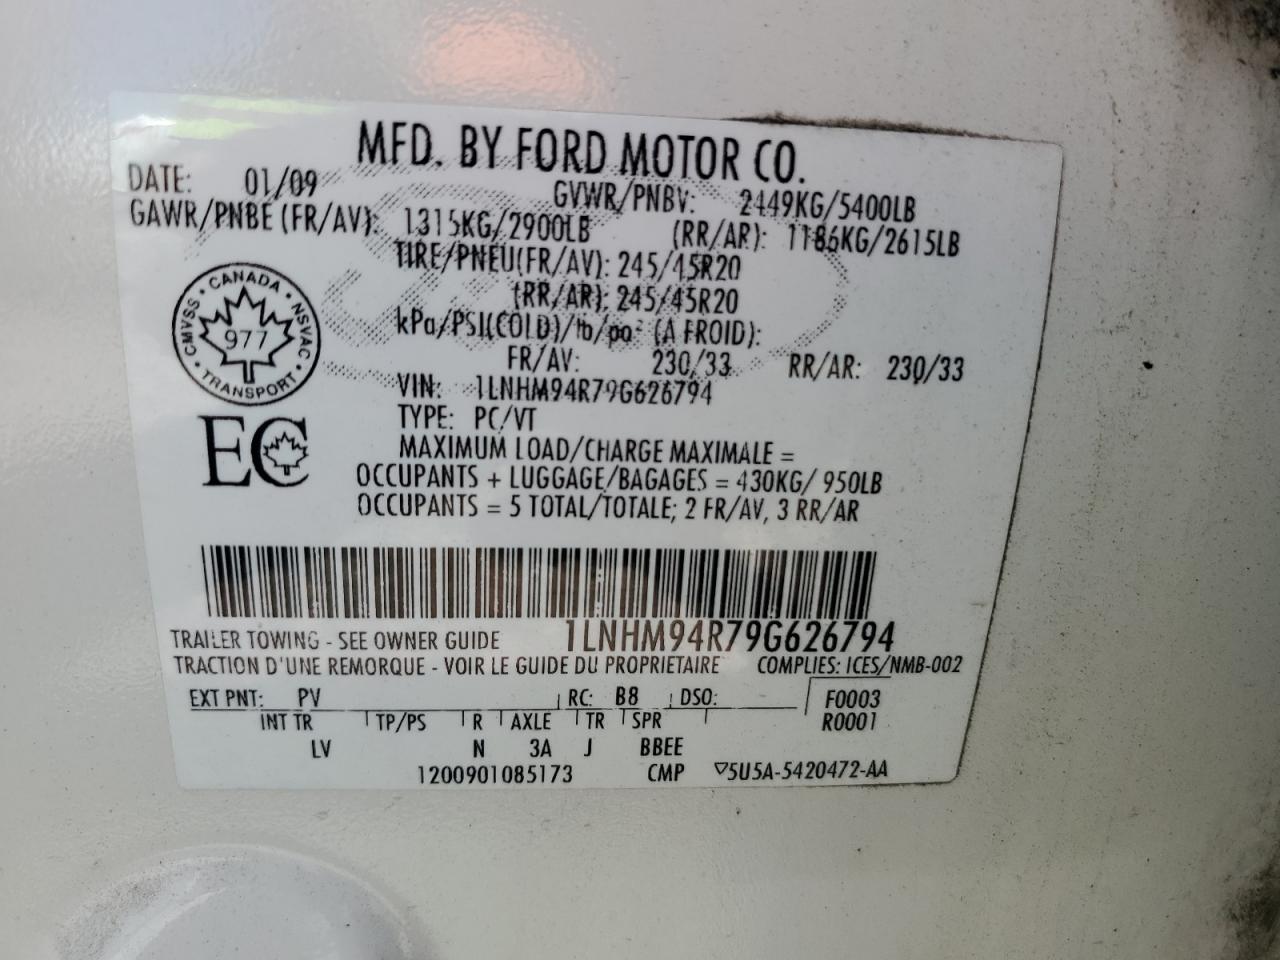 MFD. BY FORD MOTOR CO.
DATE: 01/09 GVWR/PNBV: 2449KG/5400LB
GAWR/PNBE (FR/AV): 1315KG/2900LB (RR/AR): 1186KG/2615LB
TIRE/PNEU(FR/AV): 245/45R20
(RR/AR): 245/45R20
kPa/PSI(COLD)/lb/po² (A FROID):
FR/AV: 230/33 RR/AR: 230/33
VIN: 1LNHM94R79G626794
TYPE: PC/VT
MAXIMUM LOAD/CHARGE MAXIMALE =
OCCUPANTS + LUGGAGE/BAGAGES = 430KG/ 950LB
OCCUPANTS = 5 TOTAL/TOTALE; 2 FR/AV, 3 RR/AR
CMVSS • CANADA • NSVAC • TRANSPORT •
977
EC
1LNHM94R79G626794
TRAILER TOWING - SEE OWNER GUIDE
TRACTION D'UNE REMORQUE - VOIR LE GUIDE DU PROPRIETAIRE COMPLIES: ICES/NMB-002
EXT PNT: PV RC: B8 DSO: F0003
INT TR TP/PS R AXLE TR SPR R0001
LV N 3A J BBEE
1200901085173 CMP ▽5U5A-5420472-AA